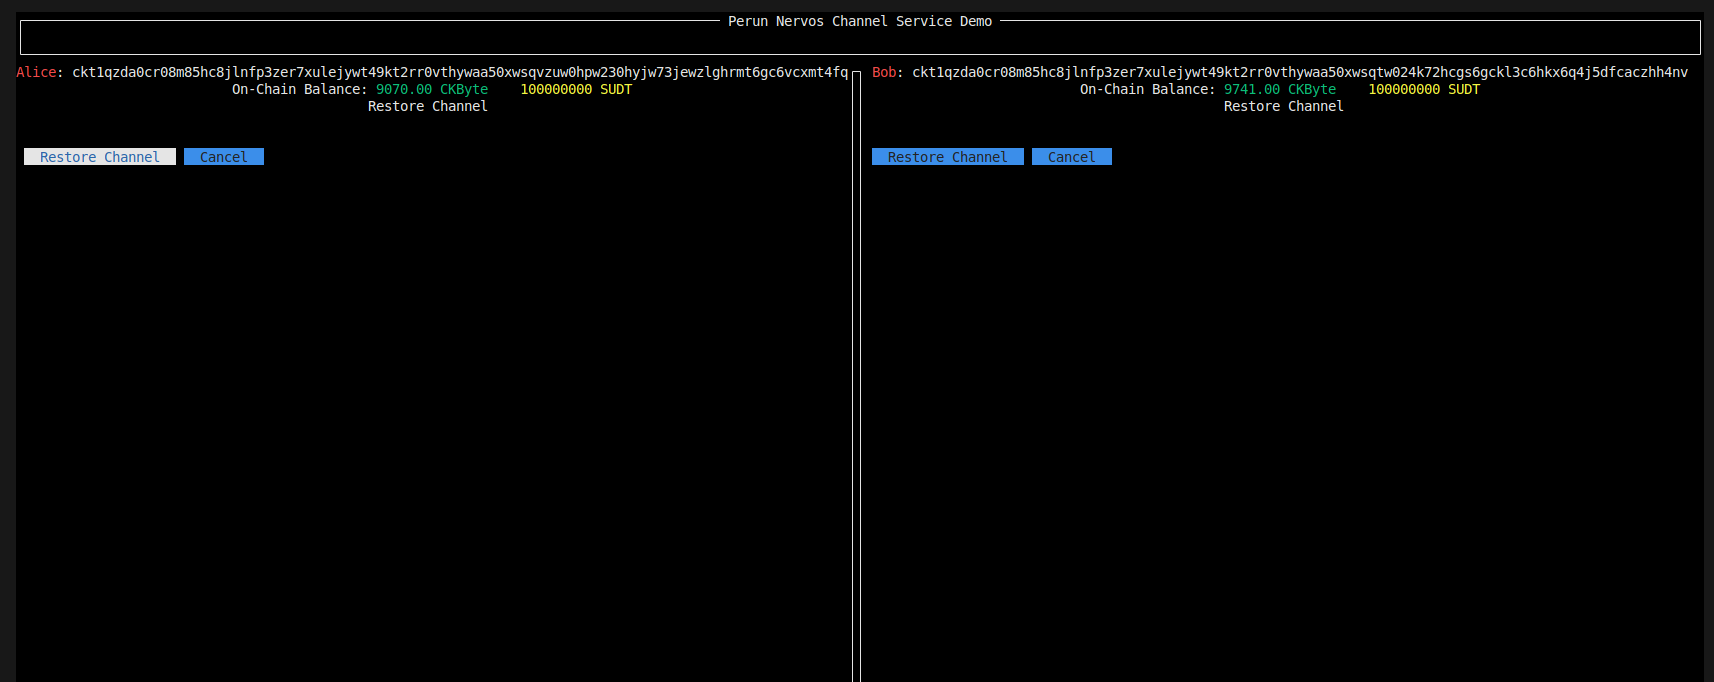 Perun Nervos Channel Service Demo
Alice: ckt1qzda0cr08m85hc8jlnfp3zer7xulejywt49kt2rr0vthywaa50xwsqvzuw0hpw230hyjw73jewzlghrmt6gc6vcxmt4fq
On-Chain Balance: 9070.00 CKByte 100000000 SUDT
Restore Channel
Restore Channel Cancel
Bob: ckt1qzda0cr08m85hc8jlnfp3zer7xulejywt49kt2rr0vthywaa50xwsqtw024k72hcgs6gckl3c6hkx6q4j5dfcaczhh4nv
On-Chain Balance: 9741.00 CKByte 100000000 SUDT
Restore Channel
Restore Channel Cancel